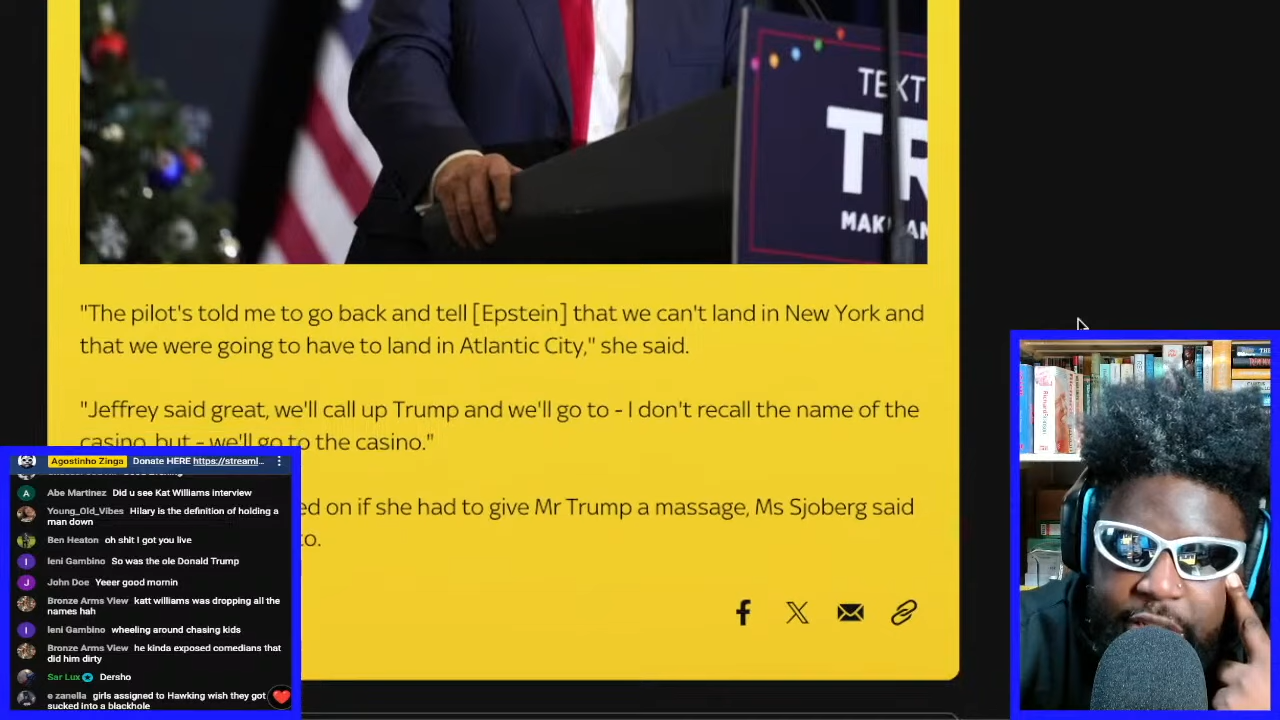 TEXT
TR
MAK AN
"The pilot's told me to go back and tell [Epstein] that we can't land in New York and
that we were going to have to land in Atlantic City," she said.
"Jeffrey said great, we'll call up Trump and we'll go to - I don't recall the name of the
casino, but - we'll go to the casino."
ed on if she had to give Mr Trump a massage, Ms Sjoberg said
to.
Agostinho Zinga Donate HERE https://streaml...
Abe Martinez Did u see Kat Williams interview
Young_Old_Vibes Hilary is the definition of holding a
man down
Ben Heaton oh shit I got you live
Ieni Gambino So was the ole Donald Trump
John Doe Yeeer good mornin
Bronze Arms View katt williams was dropping all the
names hah
Ieni Gambino wheeling around chasing kids
Bronze Arms View he kinda exposed comedians that
did him dirty
Sar Lux Dersho
e zanella girls assigned to Hawking wish they got
sucked into a blackhole